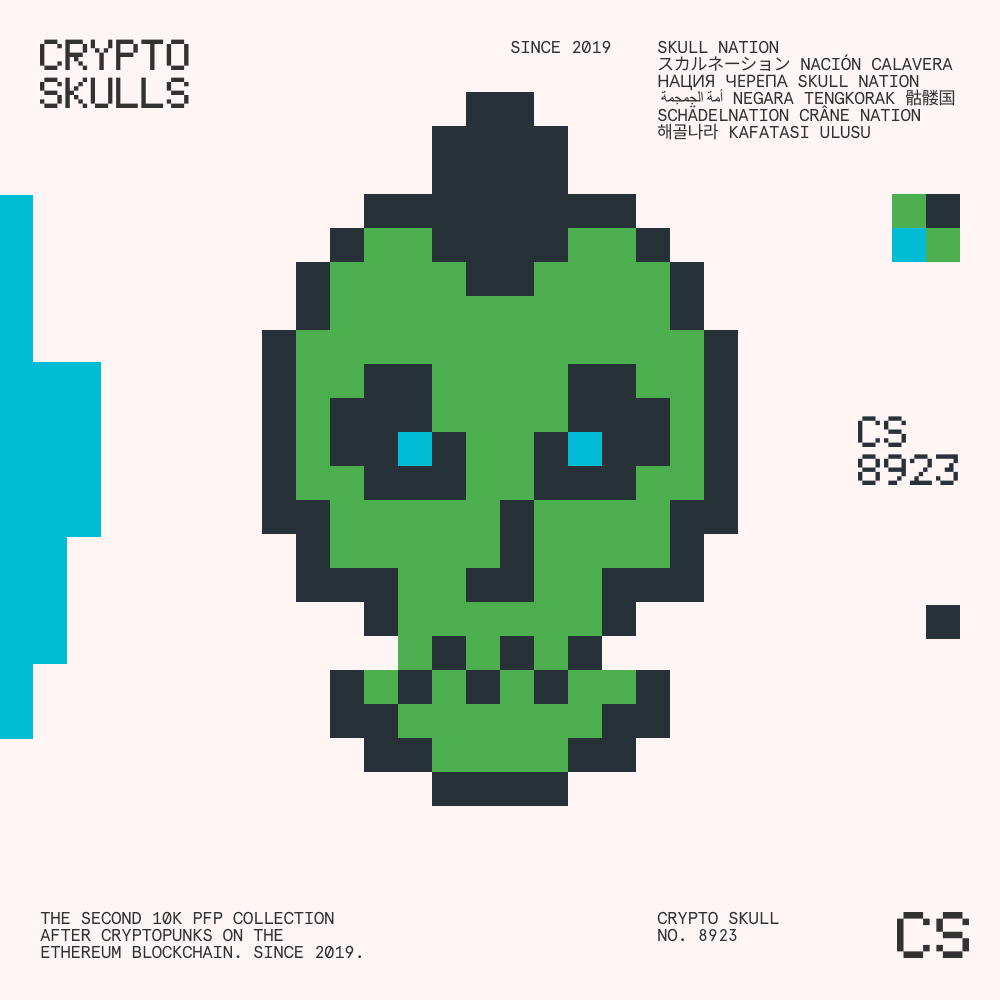 CRYPTO
SKULLS
SINCE 2019
SKULL NATION
スカルネーション NACIÓN CALAVERA
НАЦИЯ ЧЕРЕПА SKULL NATION
أمة الجمجمة NEGARA TENGKORAK 骷髅国
SCHÄDELNATION CRÂNE NATION
해골나라 KAFATASI ULUSU
CS
8923
THE SECOND 10K PFP COLLECTION
AFTER CRYPTOPUNKS ON THE
ETHEREUM BLOCKCHAIN. SINCE 2019.
CRYPTO SKULL
NO. 8923
CS